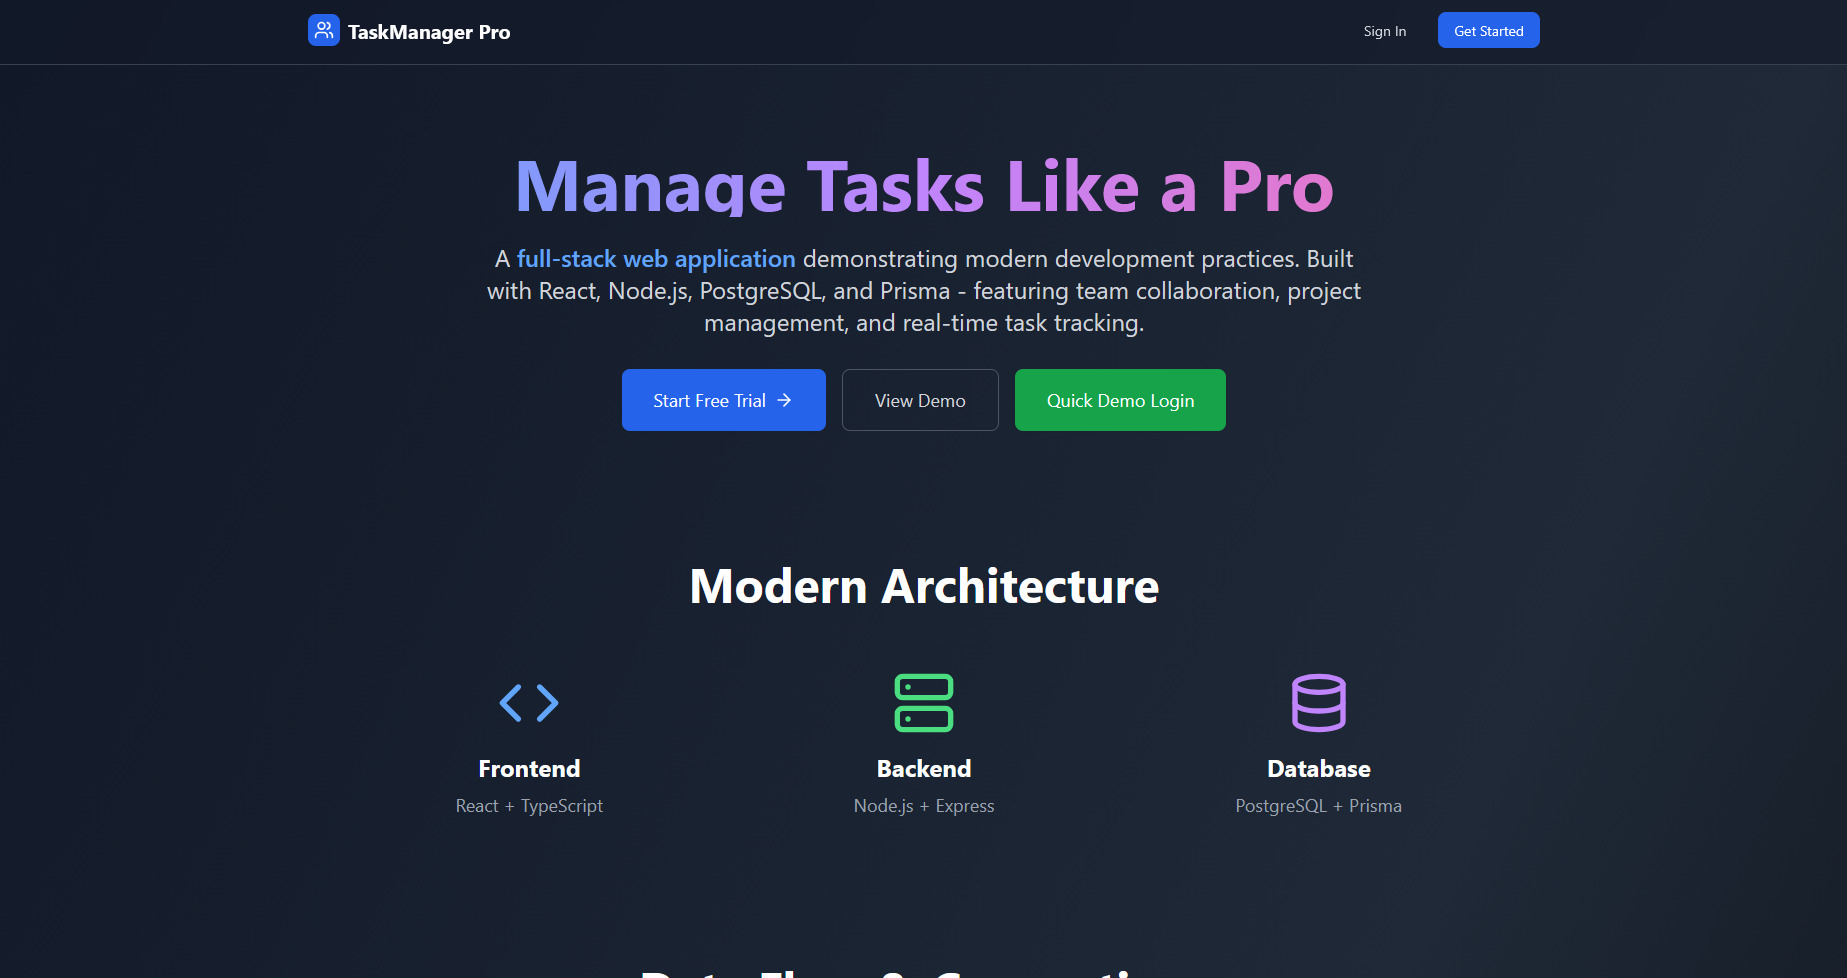 TaskManager Pro
Sign In
Get Started
Manage Tasks Like a Pro
A full-stack web application demonstrating modern development practices. Built
with React, Node.js, PostgreSQL, and Prisma - featuring team collaboration, project
management, and real-time task tracking.
Start Free Trial →
View Demo
Quick Demo Login
Modern Architecture
Frontend
Backend
Database
React + TypeScript
Node.js + Express
PostgreSQL + Prisma